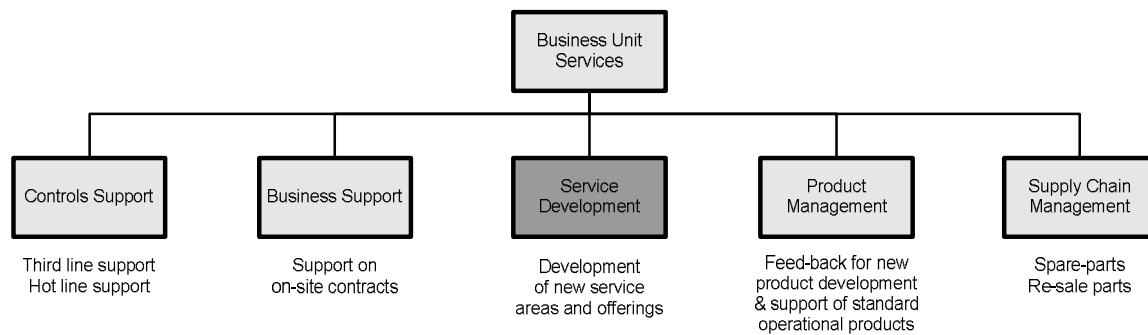 Business Unit
Services
Controls Support
Business Support
Service
Development
Product
Management
Supply Chain
Management
Third line support
Hot line support
Support on
on-site contracts
Development
of new service
areas and offerings
Feed-back for new
product development
& support of standard
operational products
Spare-parts
Re-sale parts